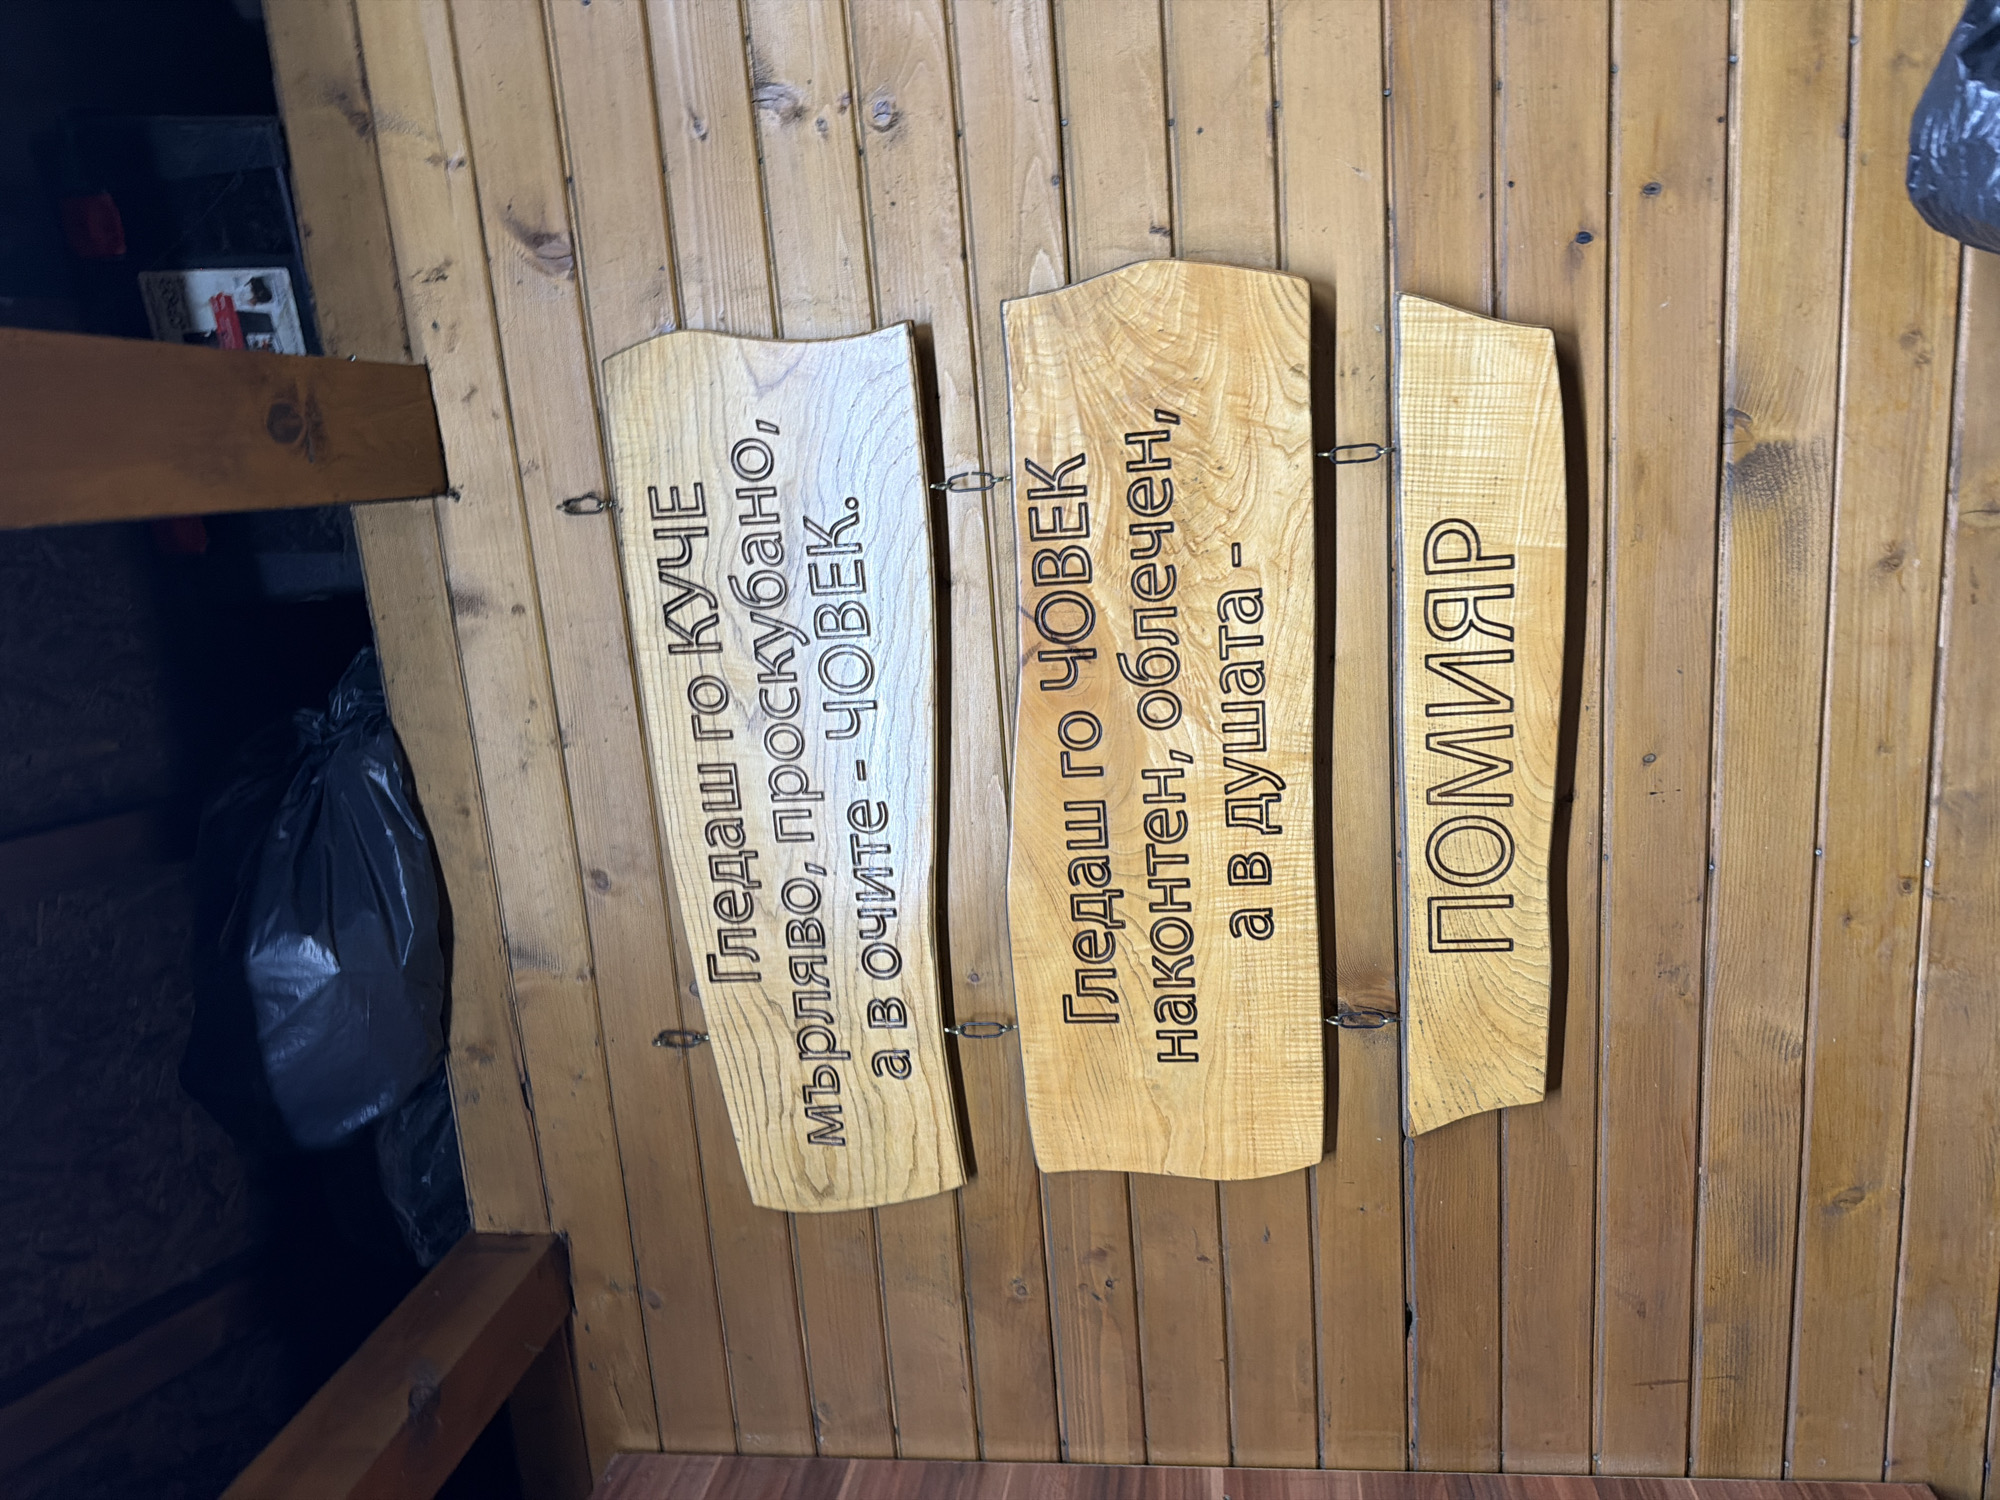 Гледаш го КУЧЕ
мърляво, проскубано,
а в очите - ЧОВЕК.
Гледаш го ЧОВЕК
наконтен, облечен,
а в душата -
ПОМИЯР